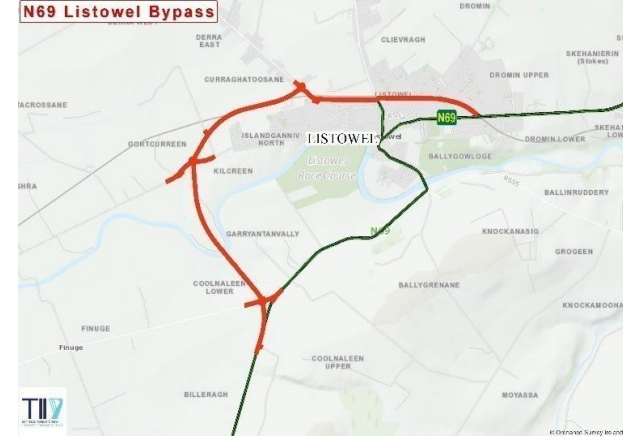 N69 Listowel Bypass
DROMIN
DERRA
EAST
CLIEVRAGH
SKEHANIERIN
(Stokes)
CURRAGHATOOSANE
DROMIN UPPER
LISTOWEL
N69
ISLANDGANNIV
NORTH
LISTOWEL
GORTCURREEN
DROMIN LOWER
Listowel
Race Course
BALLYGOWLOGE
KILCREEN
R555
BALLINRUDDERY
GARRYANTANVALLY
N69
KNOCKANASIG
GROGEEN
COOLNALEEN
LOWER
BALLYGRENANE
FINUGE
Finuge
COOLNALEEN
UPPER
BILLERAGH
MOYASSA
TII